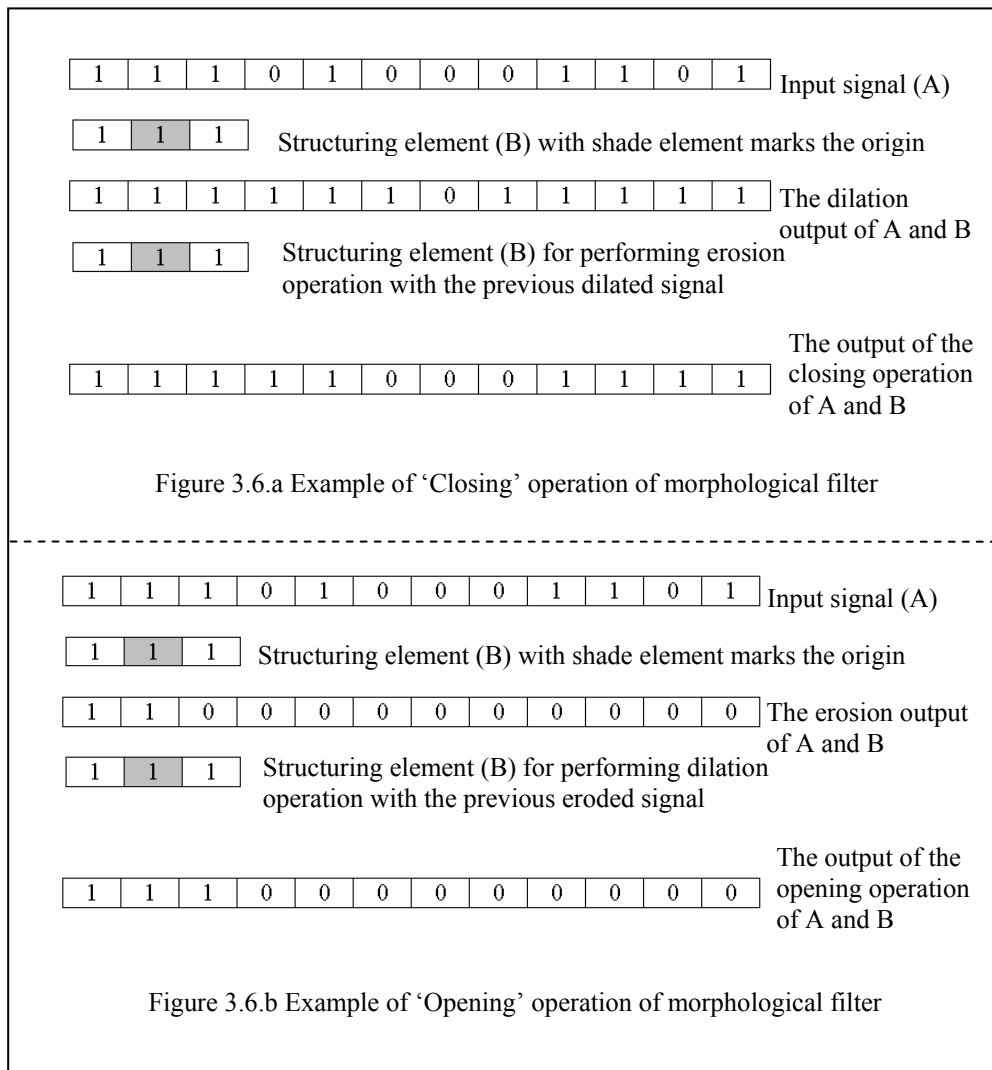 1 1 1 0 1 0 0 0 1 1 0 1 Input signal (A)
1 1 1 Structuring element (B) with shade element marks the origin
1 1 1 1 1 1 0 1 1 1 1 1 The dilation
output of A and B
1 1 1 Structuring element (B) for performing erosion
operation with the previous dilated signal
The output of the
1 1 1 1 1 0 0 0 1 1 1 1 closing operation
of A and B
Figure 3.6.a Example of ‘Closing’ operation of morphological filter
1 1 1 0 1 0 0 0 1 1 0 1 Input signal (A)
1 1 1 Structuring element (B) with shade element marks the origin
1 1 0 0 0 0 0 0 0 0 0 0 The erosion output
of A and B
1 1 1 Structuring element (B) for performing dilation
operation with the previous eroded signal
The output of the
1 1 1 0 0 0 0 0 0 0 0 0 opening operation
of A and B
Figure 3.6.b Example of ‘Opening’ operation of morphological filter